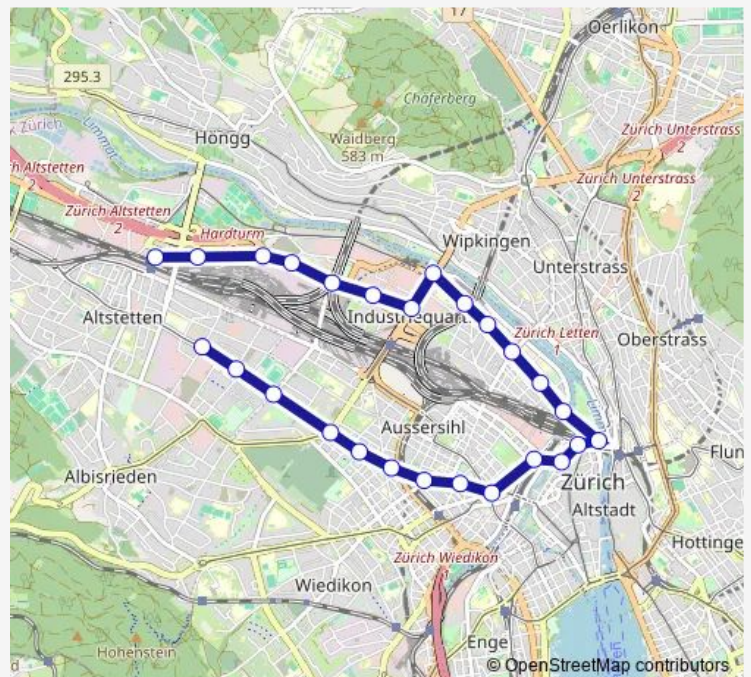 17
Oerlikon
295.3
Chäferberg
Zürich
Limmat
Höngg
Waidberg
583 m
Zürich Unterstrass
2
Altstetten
2
Zürich Unterstrass
2
Zürich Altstetten
2
Hardturm
Wipkingen
Unterstrass
Altstetten
Industriequart
Zürich Letten
1
Oberstrass
Limm
Aussersihl
Flun
Albisrieden
Zürich
Altstadt
Hottinge
Zürich Wiedikon
Wiedikon
Enge
Hohenstein
© OpenStreetMap contributors